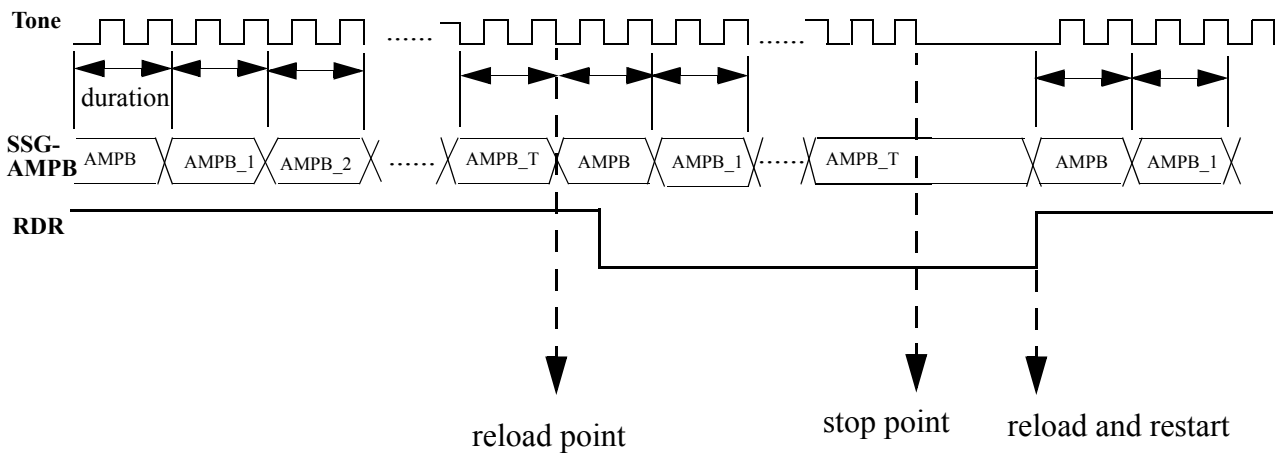 Tone
......
......
duration
SSG-
AMPB
AMPB AMPB_1 AMPB_2 ...... AMPB_T AMPB AMPB_1 ...... AMPB_T AMPB AMPB_1
RDR
reload point
stop point
reload and restart